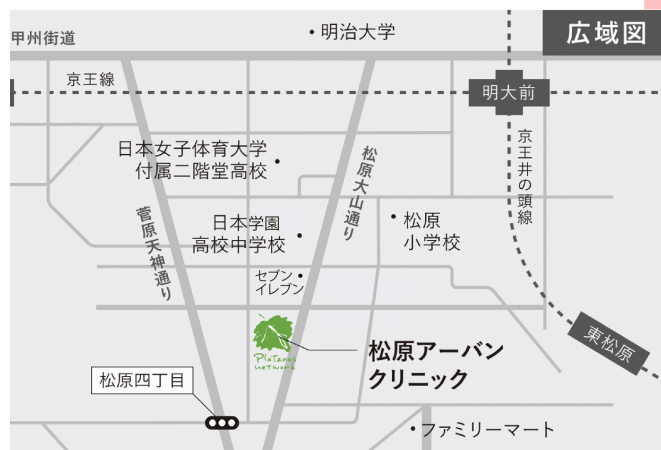 広域図
甲州街道
明治大学
京王線
明大前
日本女子体育大学
付属二階堂高校
松原大山通り
京王井の頭線
菅原天神通り
日本学園
高校中学校
松原
小学校
セブン
イレブン
Platanus
network
松原アーバン
クリニック
東松原
松原四丁目
ファミリーマート